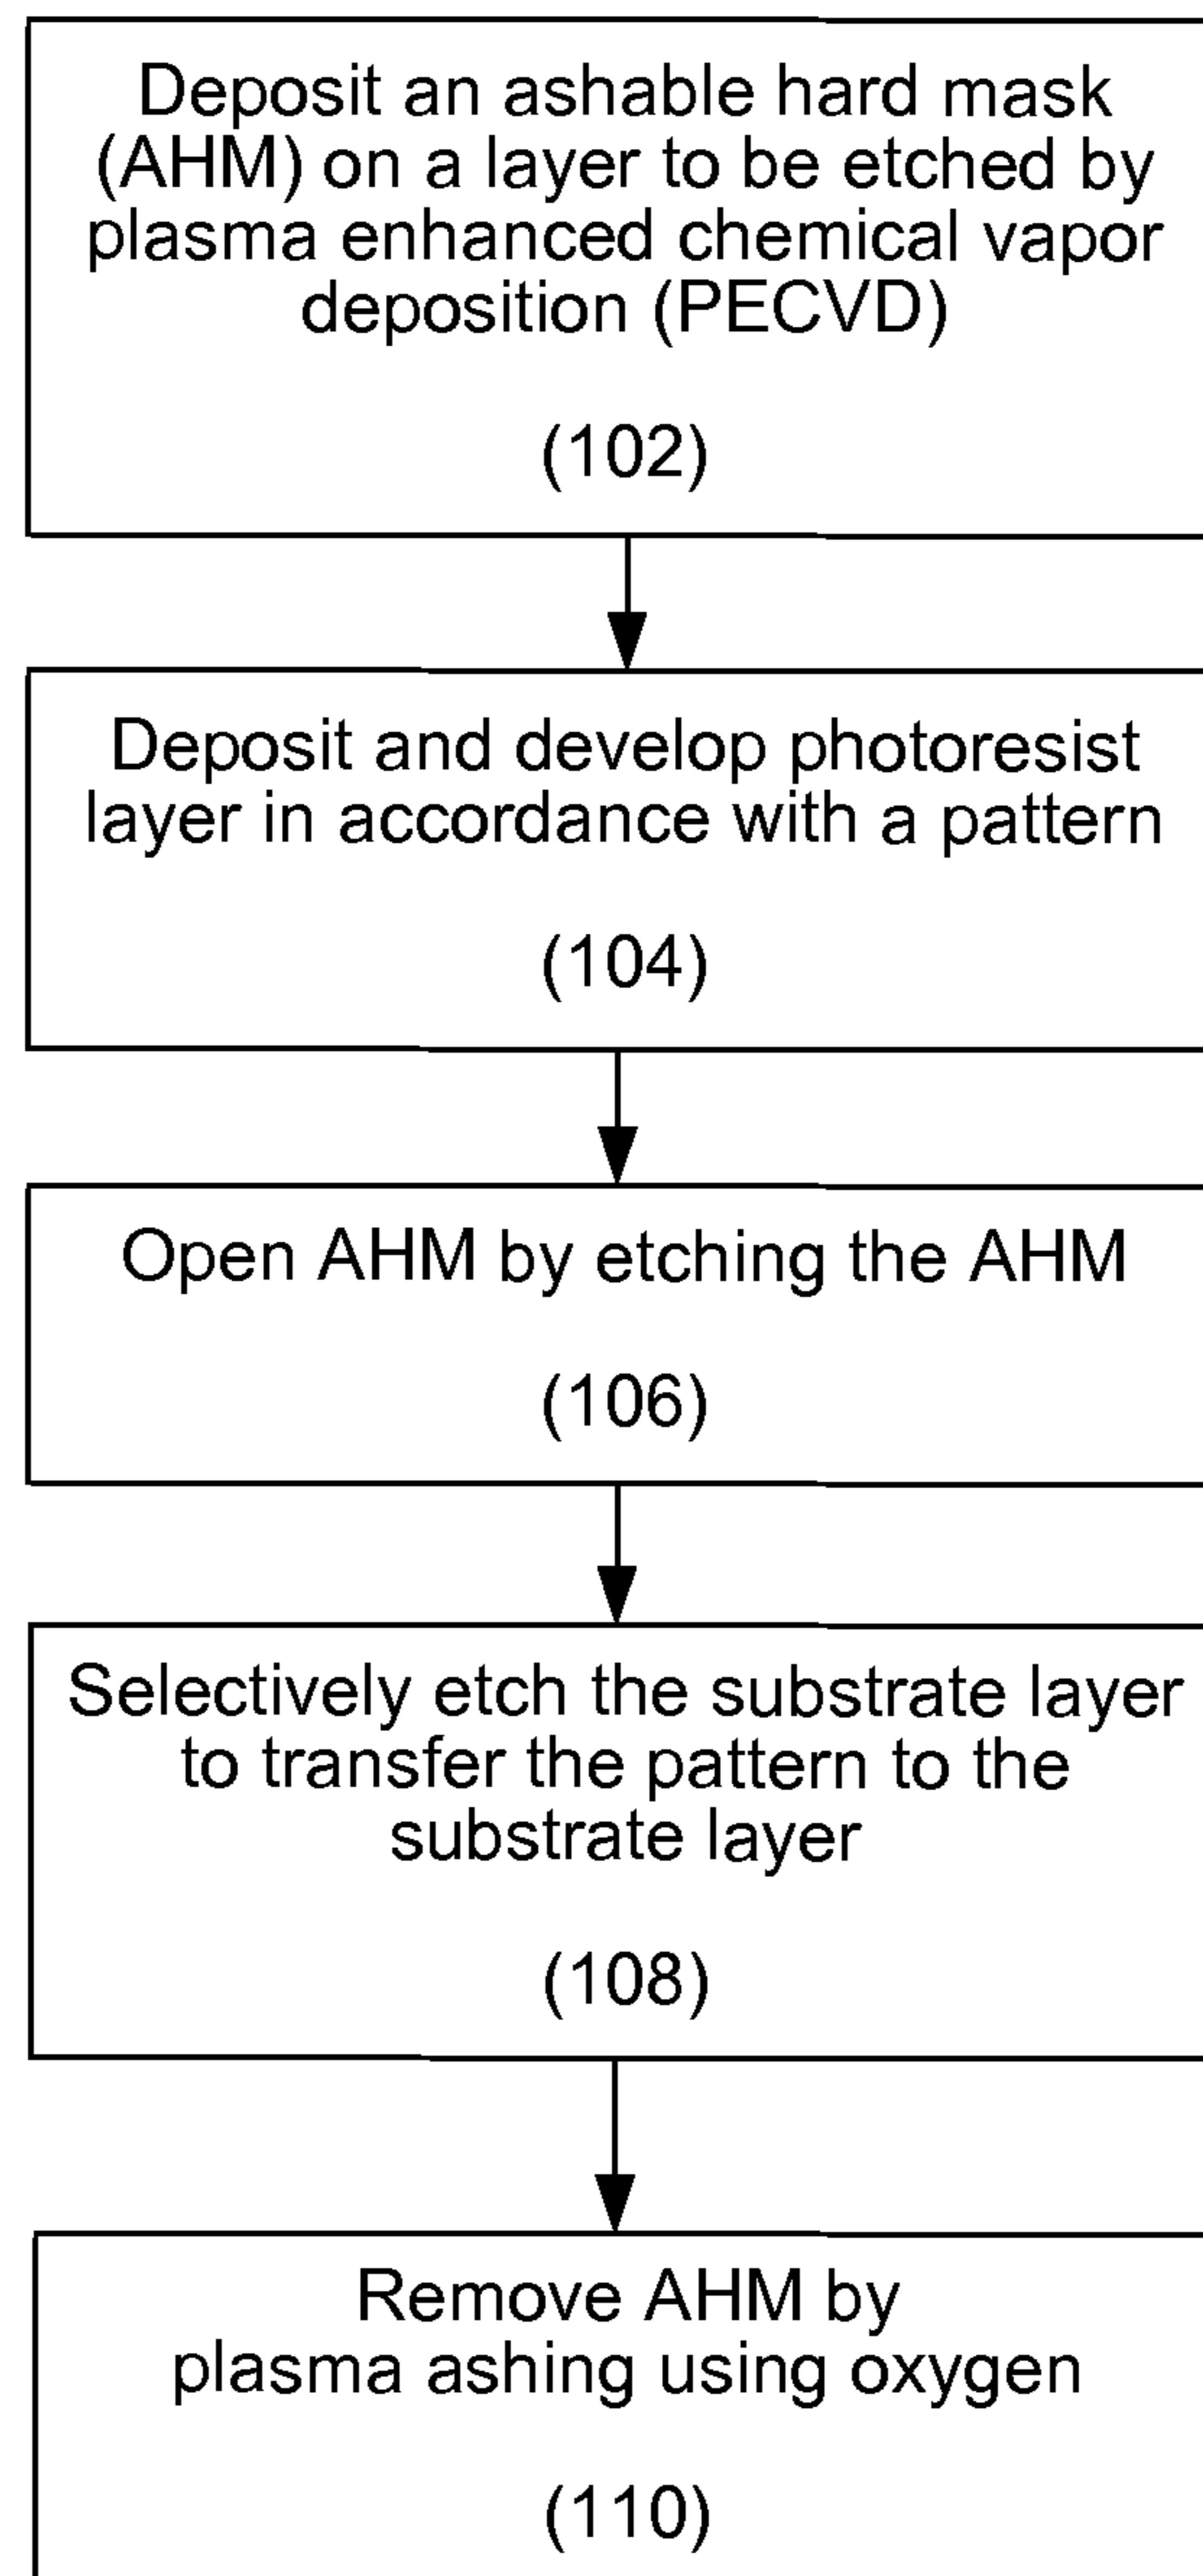 Deposit an ashable hard mask
(AHM) on a layer to be etched by
plasma enhanced chemical vapor
deposition (PECVD)
(102)
Deposit and develop photoresist
layer in accordance with a pattern
(104)
Open AHM by etching the AHM
(106)
Selectively etch the substrate layer
to transfer the pattern to the
substrate layer
(108)
Remove AHM by
plasma ashing using oxygen
(110)